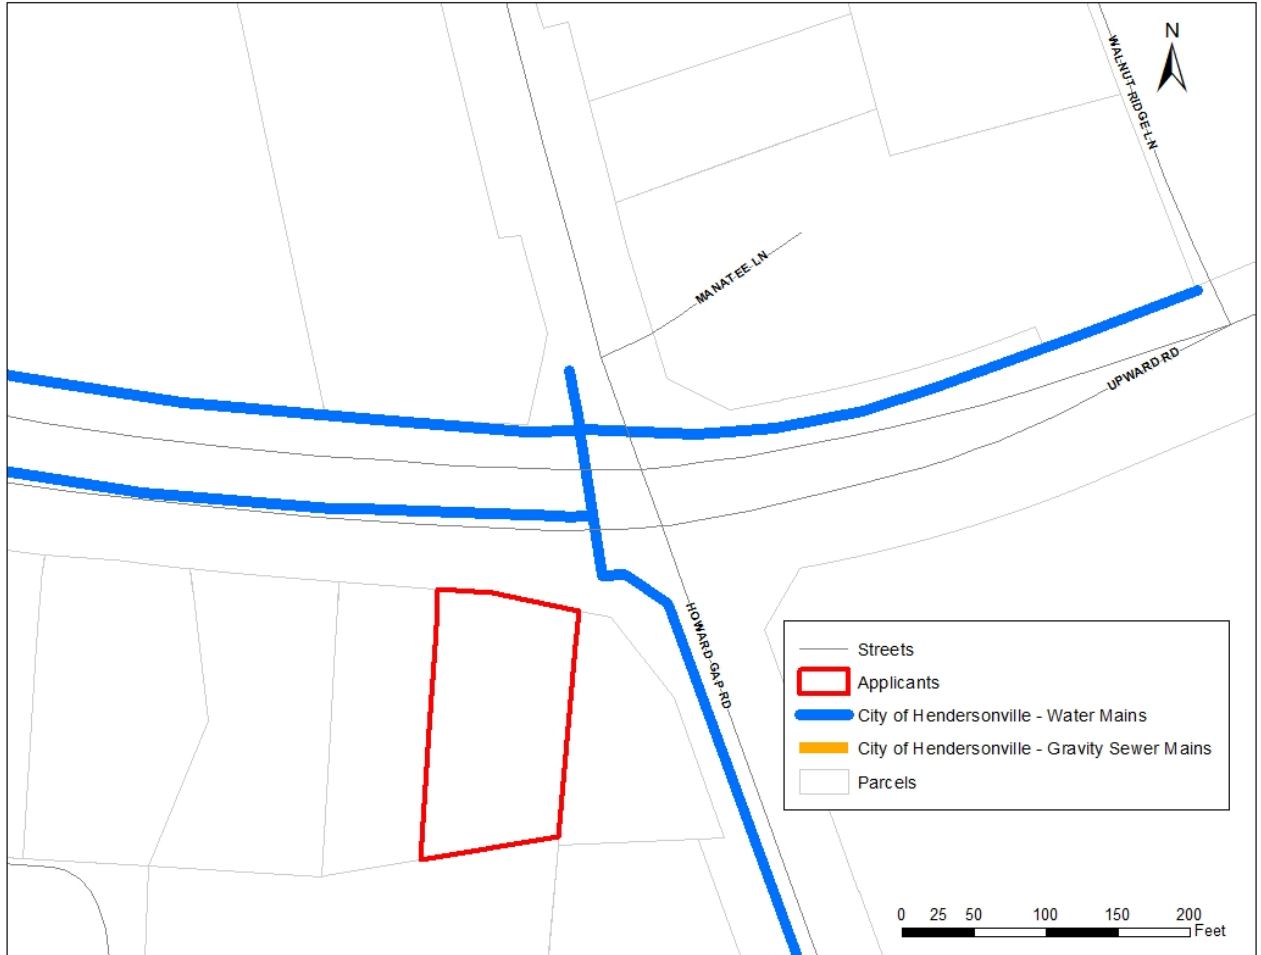 N
WALNUT RIDGE LN
MANATEE LN
UPWARD RD
HOWARD GAP RD
Streets
Applicants
City of Hendersonville - Water Mains
City of Hendersonville - Gravity Sewer Mains
Parcels
0 25 50 100 150 200
Feet